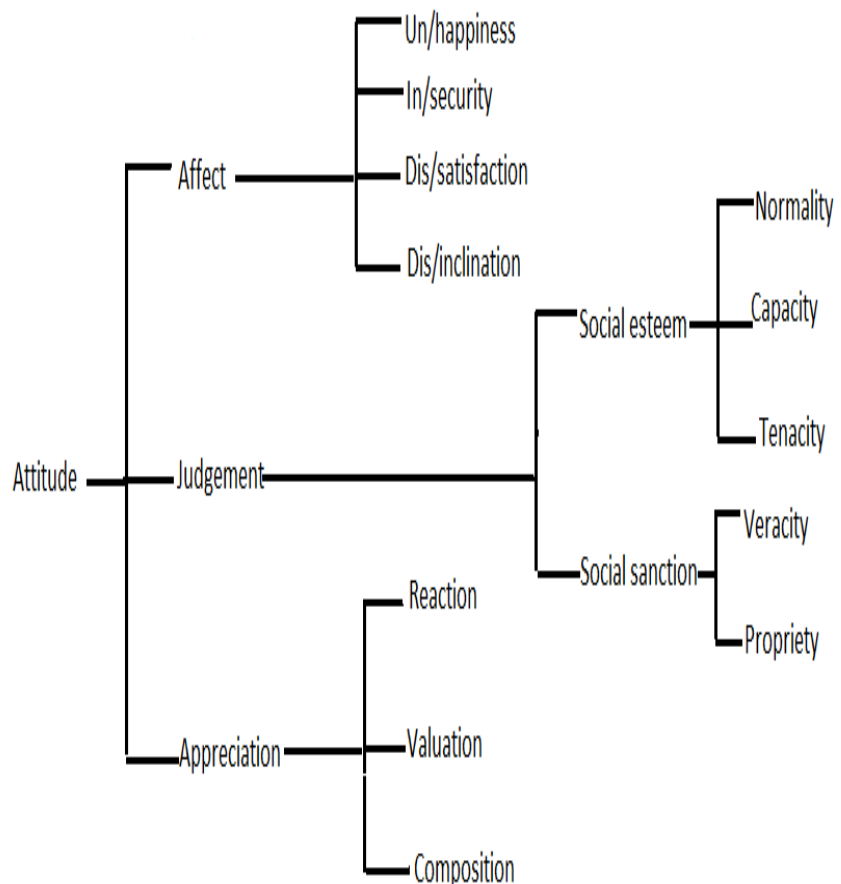 Un/happiness
In/security
Affect
Dis/satisfaction
Normality
Dis/inclination
Capacity
Social esteem
Tenacity
Attitude
Judgement
Veracity
Social sanction
Reaction
Propriety
Valuation
Appreciation
Composition